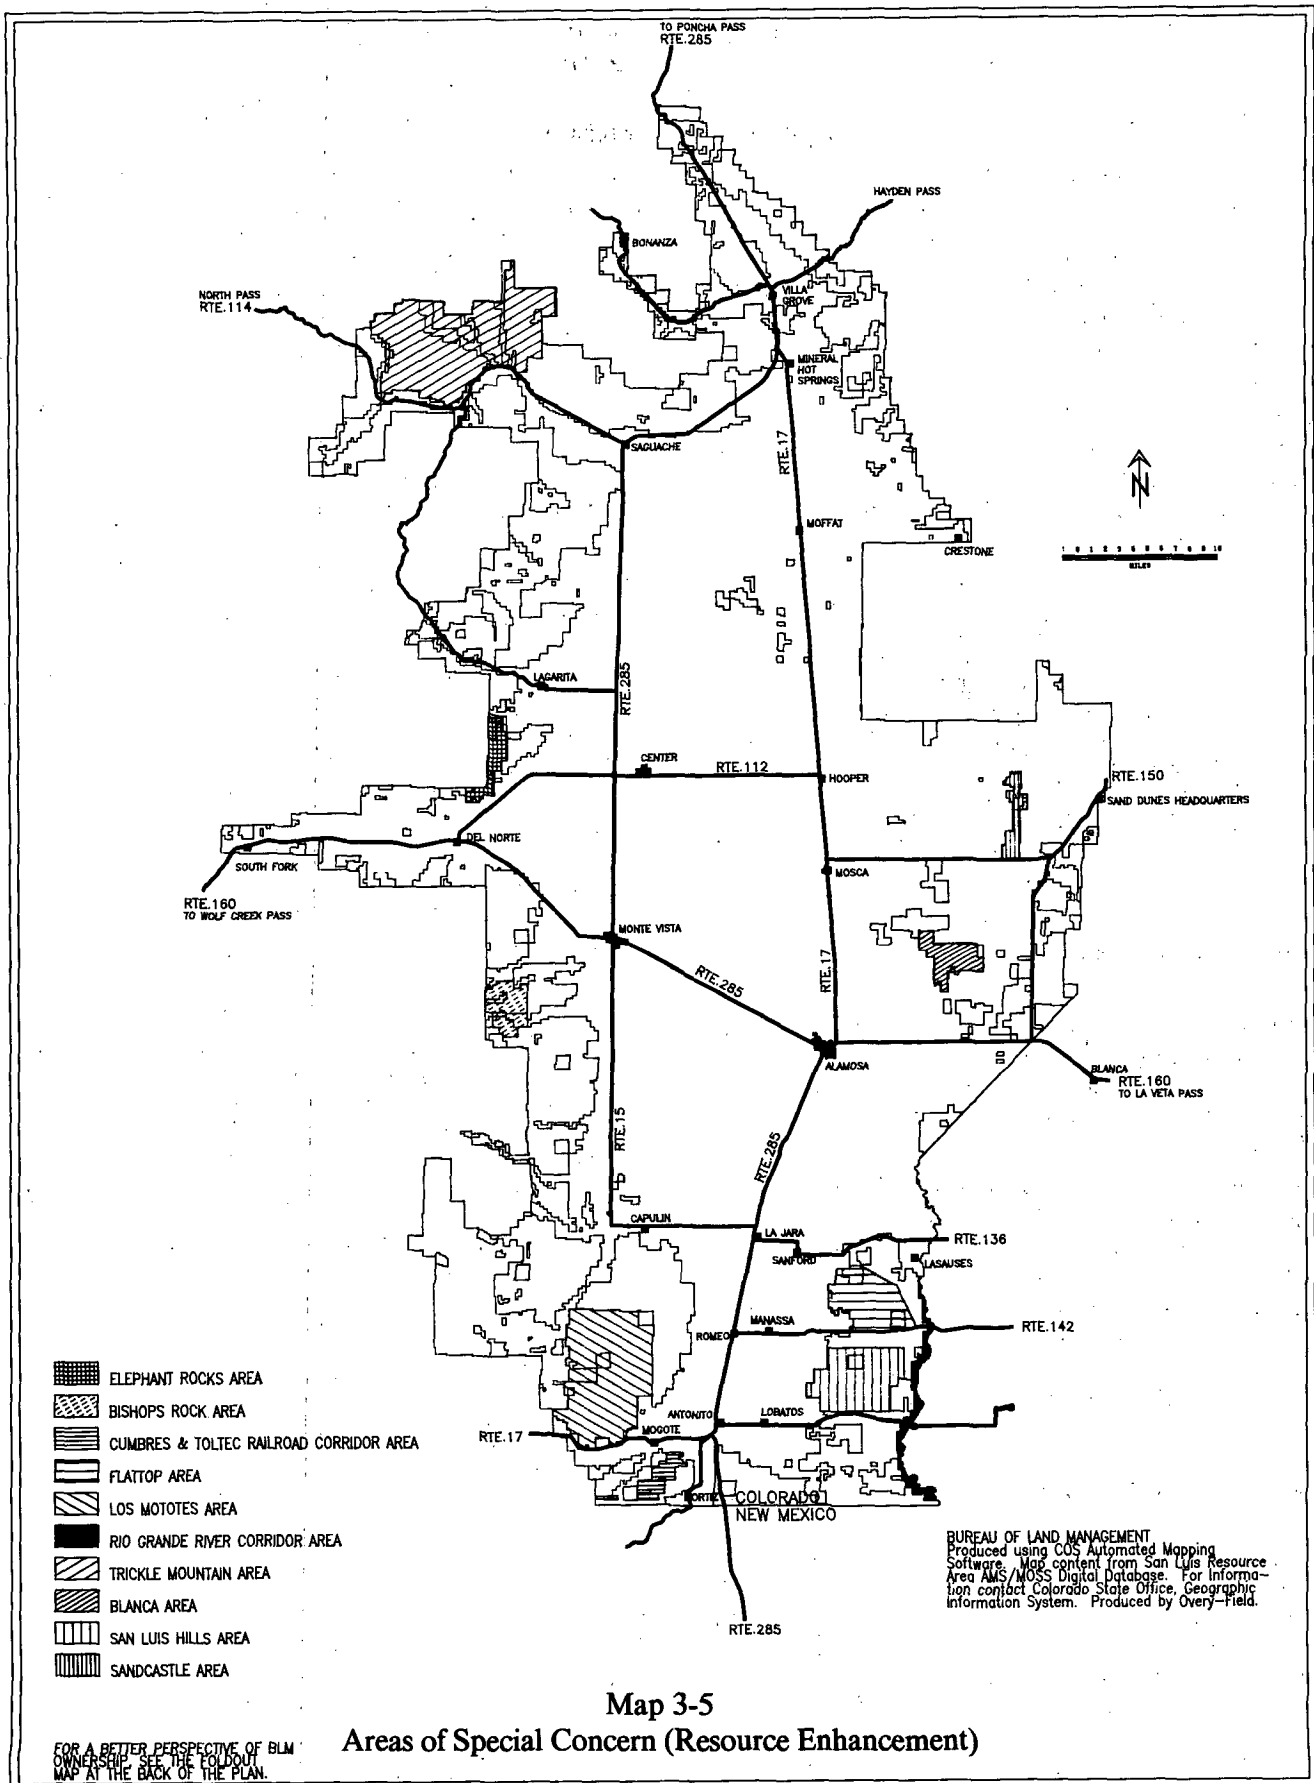 TO PONCHA PASS
RTE.285
HAYDEN PASS
BONANZA
NORTH PASS
RTE.114
VILLA
GROVE
MINERAL
HOT
SPRINGS
SAGUACHE
RTE.17
N
MOFFAT
CRESTONE
MILES
LAGARITA
RTE.285
CENTER
RTE.112
HOOPER
RTE.150
SAND DUNES HEADQUARTERS
DEL NORTE
SOUTH FORK
MOSCA
RTE.160
TO WOLF CREEK PASS
MONTE VISTA
RTE.285
RTE.17
ALAMOSA
BLANCA
RTE.160
TO LA VETA PASS
RTE.15
RTE.285
CAPULIN
LA JARA
RTE.136
SANFORD
LASAUSES
MANASSA
ROMEO
RTE.142
ELEPHANT ROCKS AREA
BISHOPS ROCK AREA
CUMBRES & TOLTEC RAILROAD CORRIDOR AREA
FLATTOP AREA
LOS MOTOTES AREA
RIO GRANDE RIVER CORRIDOR AREA
TRICKLE MOUNTAIN AREA
BLANCA AREA
SAN LUIS HILLS AREA
SANDCASTLE AREA
ANTONITO
LOBATOS
RTE.17
MOGOTE
ORTIZ
COLORADO
NEW MEXICO
RTE.285
BUREAU OF LAND MANAGEMENT
Produced using COS Automated Mapping
Software. Map content from San Luis Resource
Area AMS/MOSS Digital Database. For Informa-
tion contact Colorado State Office, Geographic
Information System. Produced by Overy-Field.
Map 3-5
Areas of Special Concern (Resource Enhancement)
FOR A BETTER PERSPECTIVE OF BLM
OWNERSHIP, SEE THE FOLDOUT
MAP AT THE BACK OF THE PLAN.